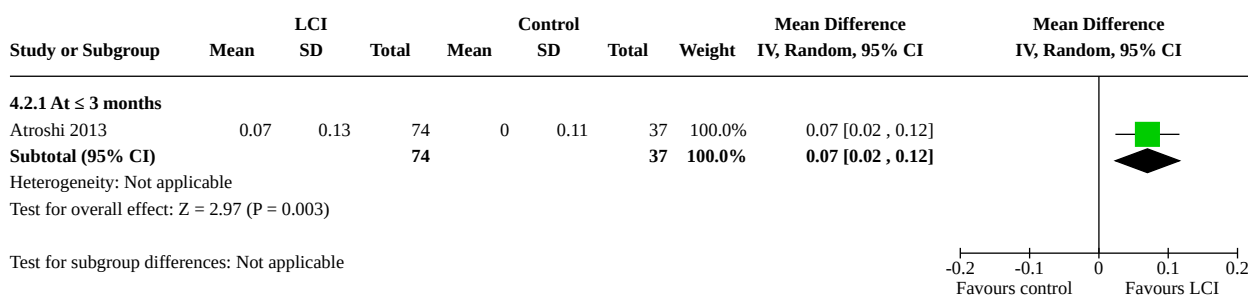 LCI Control Mean Difference Mean Difference
Study or Subgroup Mean SD Total Mean SD Total Weight IV, Random, 95% CI IV, Random, 95% CI
4.2.1 At ≤ 3 months
Atroshi 2013 0.07 0.13 74 0 0.11 37 100.0% 0.07 [0.02 , 0.12]
Subtotal (95% CI) 74 37 100.0% 0.07 [0.02 , 0.12]
Heterogeneity: Not applicable
Test for overall effect: Z = 2.97 (P = 0.003)
Test for subgroup differences: Not applicable
-0.2 -0.1 0 0.1 0.2
Favours control Favours LCI